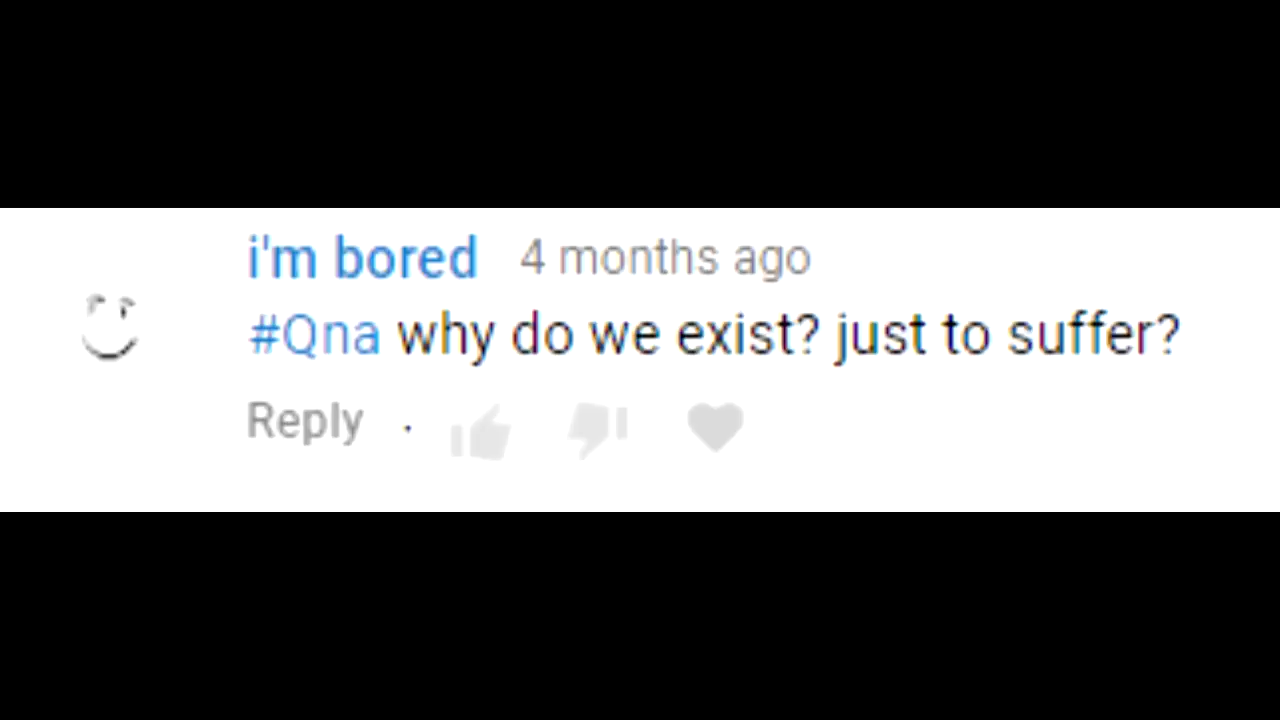 i'm bored 4 months ago
#Qna why do we exist? just to suffer?
Reply